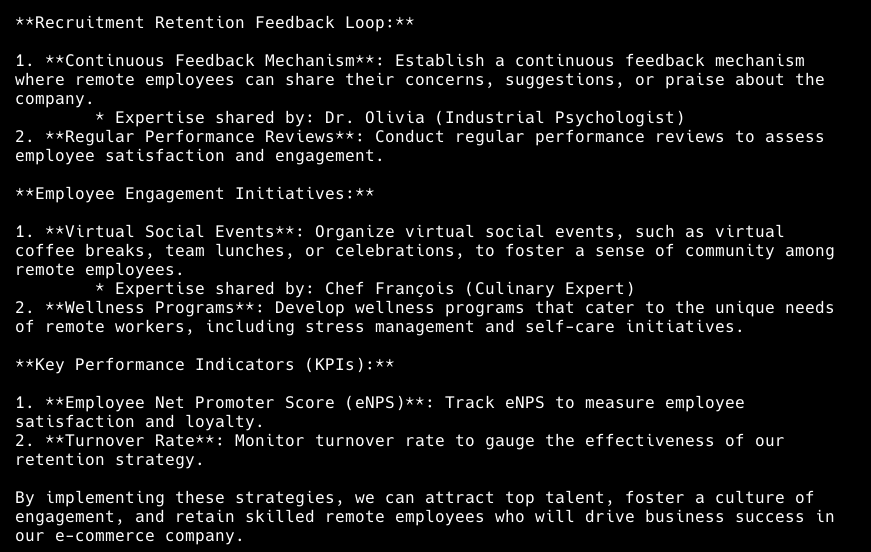 **Recruitment Retention Feedback Loop:**

1. **Continuous Feedback Mechanism**: Establish a continuous feedback mechanism
where remote employees can share their concerns, suggestions, or praise about the
company.
        * Expertise shared by: Dr. Olivia (Industrial Psychologist)
2. **Regular Performance Reviews**: Conduct regular performance reviews to assess
employee satisfaction and engagement.

**Employee Engagement Initiatives:**

1. **Virtual Social Events**: Organize virtual social events, such as virtual
coffee breaks, team lunches, or celebrations, to foster a sense of community among
remote employees.
        * Expertise shared by: Chef François (Culinary Expert)
2. **Wellness Programs**: Develop wellness programs that cater to the unique needs
of remote workers, including stress management and self-care initiatives.

**Key Performance Indicators (KPIs):**

1. **Employee Net Promoter Score (eNPS)**: Track eNPS to measure employee
satisfaction and loyalty.
2. **Turnover Rate**: Monitor turnover rate to gauge the effectiveness of our
retention strategy.

By implementing these strategies, we can attract top talent, foster a culture of
engagement, and retain skilled remote employees who will drive business success in
our e-commerce company.